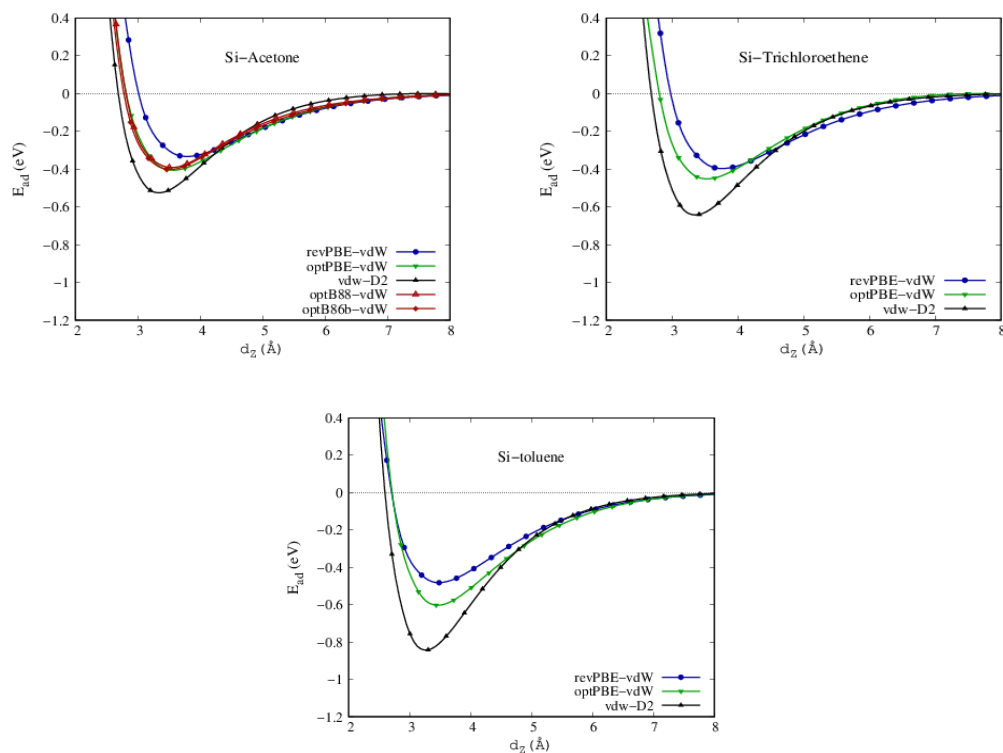 Si−Acetone
E_ad (eV)
0.4
0.2
0
−0.2
−0.4
−0.6
−0.8
−1
−1.2
revPBE−vdW
optPBE−vdW
vdw−D2
optB88−vdW
optB86b−vdW
2 3 4 5 6 7 8
d_Z (Å)
Si−Trichloroethene
E_ad (eV)
0.4
0.2
0
−0.2
−0.4
−0.6
−0.8
−1
−1.2
revPBE−vdW
optPBE−vdW
vdw−D2
2 3 4 5 6 7 8
d_Z (Å)
Si−toluene
E_ad (eV)
0.4
0.2
0
−0.2
−0.4
−0.6
−0.8
−1
−1.2
revPBE−vdW
optPBE−vdW
vdw−D2
2 3 4 5 6 7 8
d_Z (Å)